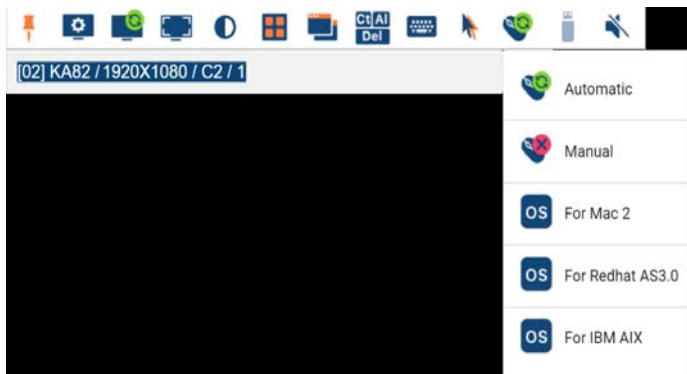 Ct Al
Del
[02] KA82 / 1920X1080 / C2 / 1
Automatic
Manual
OS For Mac 2
OS For Redhat AS3.0
OS For IBM AIX